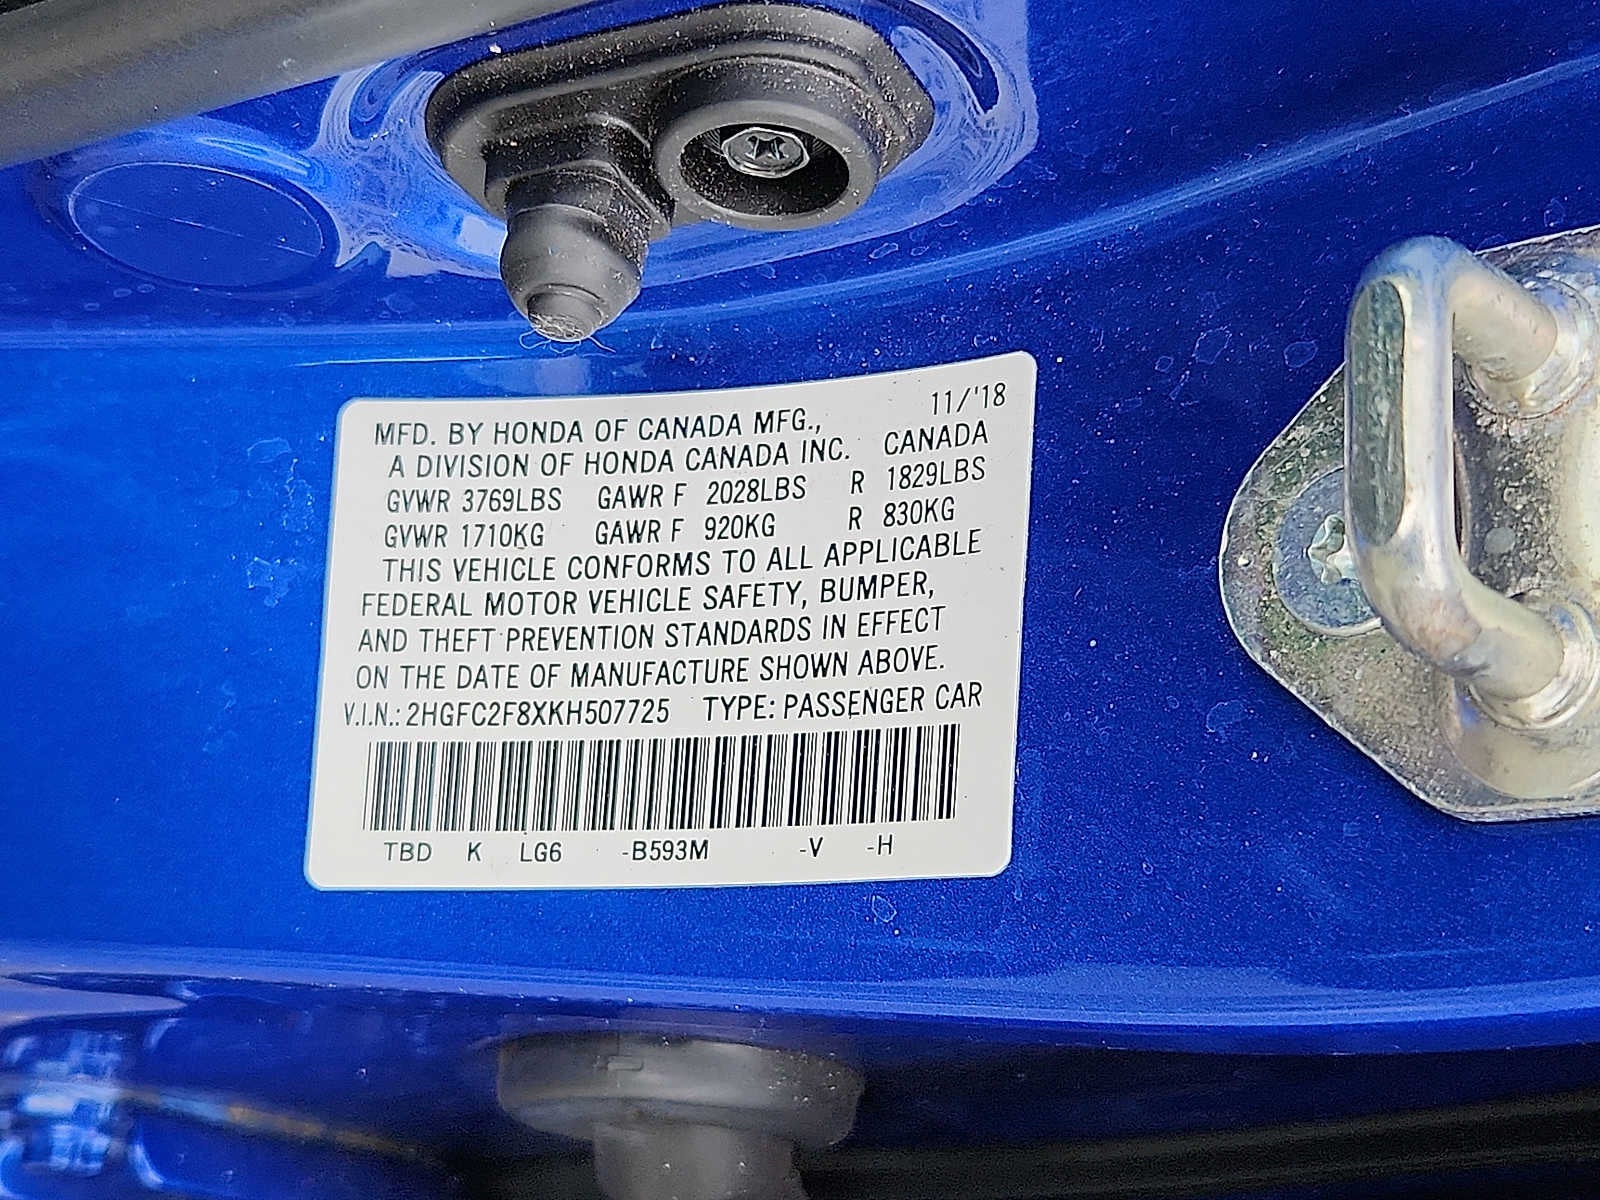 11/'18
MFD. BY HONDA OF CANADA MFG.,
A DIVISION OF HONDA CANADA INC. CANADA
GVWR 3769LBS GAWR F 2028LBS R 1829LBS
GVWR 1710KG GAWR F 920KG R 830KG
THIS VEHICLE CONFORMS TO ALL APPLICABLE
FEDERAL MOTOR VEHICLE SAFETY, BUMPER,
AND THEFT PREVENTION STANDARDS IN EFFECT
ON THE DATE OF MANUFACTURE SHOWN ABOVE.
V.I.N.: 2HGFC2F8XKH507725 TYPE: PASSENGER CAR
TBD K LG6 -B593M -V -H